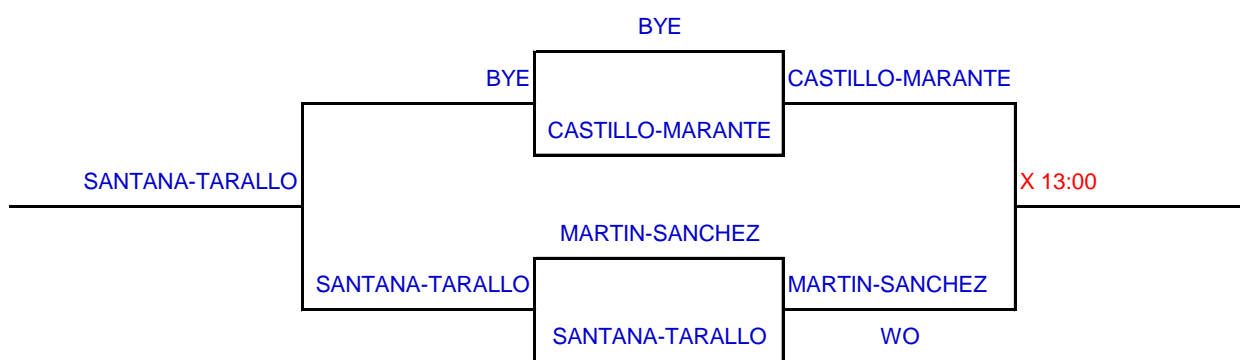 BYE
BYE CASTILLO-MARANTE
CASTILLO-MARANTE
SANTANA-TARALLO X 13:00
MARTIN-SANCHEZ
SANTANA-TARALLO MARTIN-SANCHEZ
SANTANA-TARALLO WO